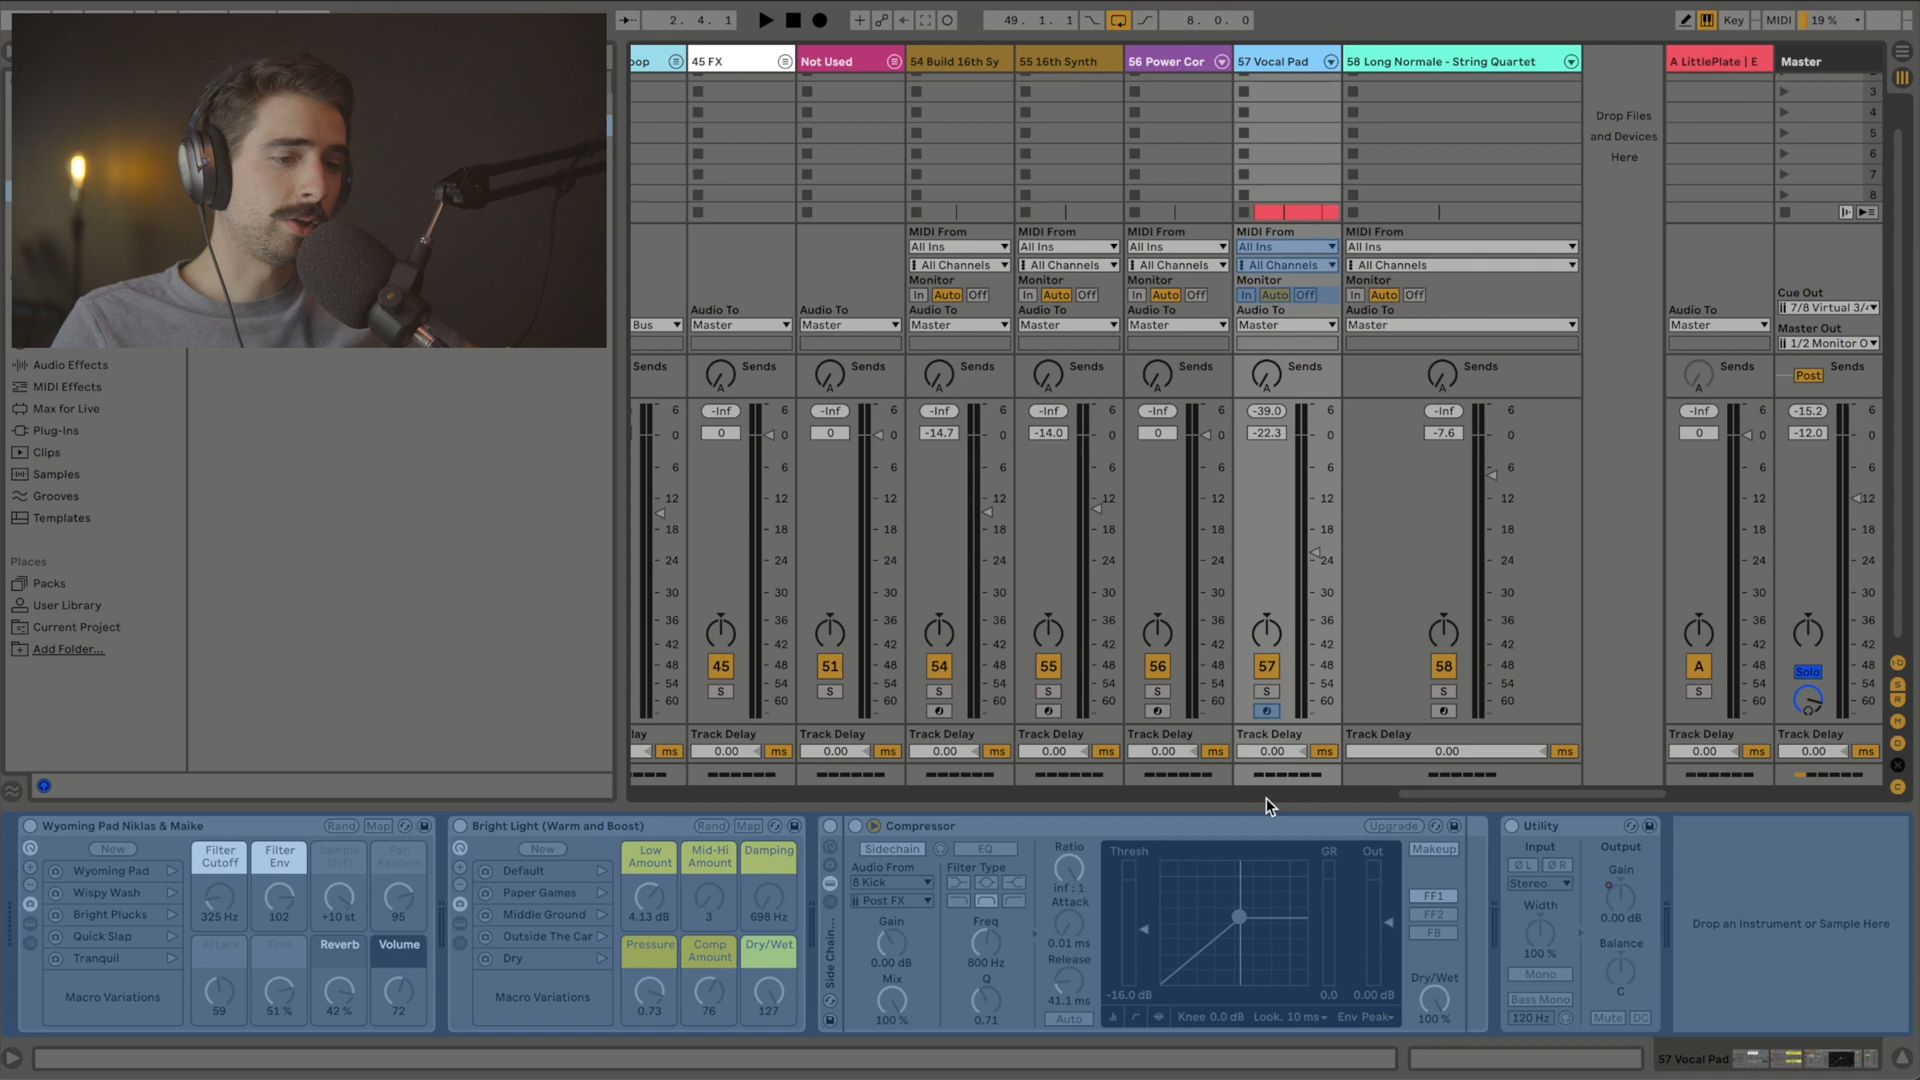 2. 4. 1
49. 1. 1
8. 0. 0
Key
MIDI
19 %
oop
45 FX
Not Used
54 Build 16th Sy
55 16th Synth
56 Power Cor
57 Vocal Pad
58 Long Normale - String Quartet
A LittlePlate | E
Master
Drop Files
and Devices
Here
3
4
5
6
7
8
MIDI From
MIDI From
MIDI From
MIDI From
MIDI From
All Ins
All Ins
All Ins
All Ins
All Ins
All Channels
All Channels
All Channels
All Channels
All Channels
Monitor
Monitor
Monitor
Monitor
Monitor
In Auto Off
In Auto Off
In Auto Off
In Auto Off
In Auto Off
Cue Out
7/8 Virtual 3/
Audio To
Audio To
Audio To
Audio To
Audio To
Audio To
Audio To
Audio To
Master Out
Bus
Master
Master
Master
Master
Master
Master
Master
Master
1/2 Monitor O
Sends
Sends
Sends
Sends
Sends
Sends
Sends
Sends
Sends
Sends
A
A
A
A
A
A
A
A
Post
-Inf
-Inf
-Inf
-Inf
-Inf
-39.0
-Inf
-Inf
-15.2
0
0
-14.7
-14.0
0
-22.3
-7.6
0
-12.0
6 6 6 6 6 6 6 6 6 6
0 0 0 0 0 0 0 0 0 0
6 6 6 6 6 6 6 6 6 6
12 12 12 12 12 12 12 12 12 12
18 18 18 18 18 18 18 18 18 18
24 24 24 24 24 24 24 24 24 24
30 30 30 30 30 30 30 30 30 30
36 36 36 36 36 36 36 36 36 36
42 42 42 42 42 42 42 42 42 42
48 48 48 48 48 48 48 48 48 48
54 54 54 54 54 54 54 54 54 54
60 60 60 60 60 60 60 60 60 60
45
51
54
55
56
57
58
A
Solo
S
S
S
S
S
S
S
S
lay
Track Delay
Track Delay
Track Delay
Track Delay
Track Delay
Track Delay
Track Delay
Track Delay
Track Delay
ms
0.00 ms
0.00 ms
0.00 ms
0.00 ms
0.00 ms
0.00 ms
0.00 ms
0.00 ms
0.00 ms
I·O
S
R
M
D
X
C
Audio Effects
MIDI Effects
Max for Live
Plug-Ins
Clips
Samples
Grooves
Templates
Places
Packs
User Library
Current Project
Add Folder...
Wyoming Pad Niklas & Maike
Rand
Map
New
Wyoming Pad
Wispy Wash
Bright Plucks
Quick Slap
Tranquil
Macro Variations
Filter
Cutoff
Filter
Env
Sample
Shift
Pan
Random
325 Hz
102
+10 st
95
Attack
Time
Reverb
Volume
59
51 %
42 %
72
Bright Light (Warm and Boost)
Rand
Map
New
Default
Paper Games
Middle Ground
Outside The Car
Dry
Macro Variations
Low
Amount
Mid-Hi
Amount
Damping
4.13 dB
3
698 Hz
Pressure
Comp
Amount
Dry/Wet
0.73
76
127
Side Chain...
Compressor
Upgrade
Sidechain
EQ
Audio From
Filter Type
8 Kick
Post FX
Gain
Freq
0.00 dB
800 Hz
Mix
Q
100 %
0.71
Ratio
inf : 1
Attack
0.01 ms
Release
41.1 ms
Auto
Thresh
GR
Out
-16.0 dB
0.0
0.00 dB
Knee 0.0 dB
Look. 10 ms
Env Peak
Makeup
FF1
FF2
FB
Dry/Wet
100 %
Utility
Input
Output
Ø L
Ø R
Gain
Stereo
Width
0.00 dB
100 %
Balance
Mono
C
Bass Mono
120 Hz
Mute
DC
Drop an Instrument or Sample Here
57 Vocal Pad